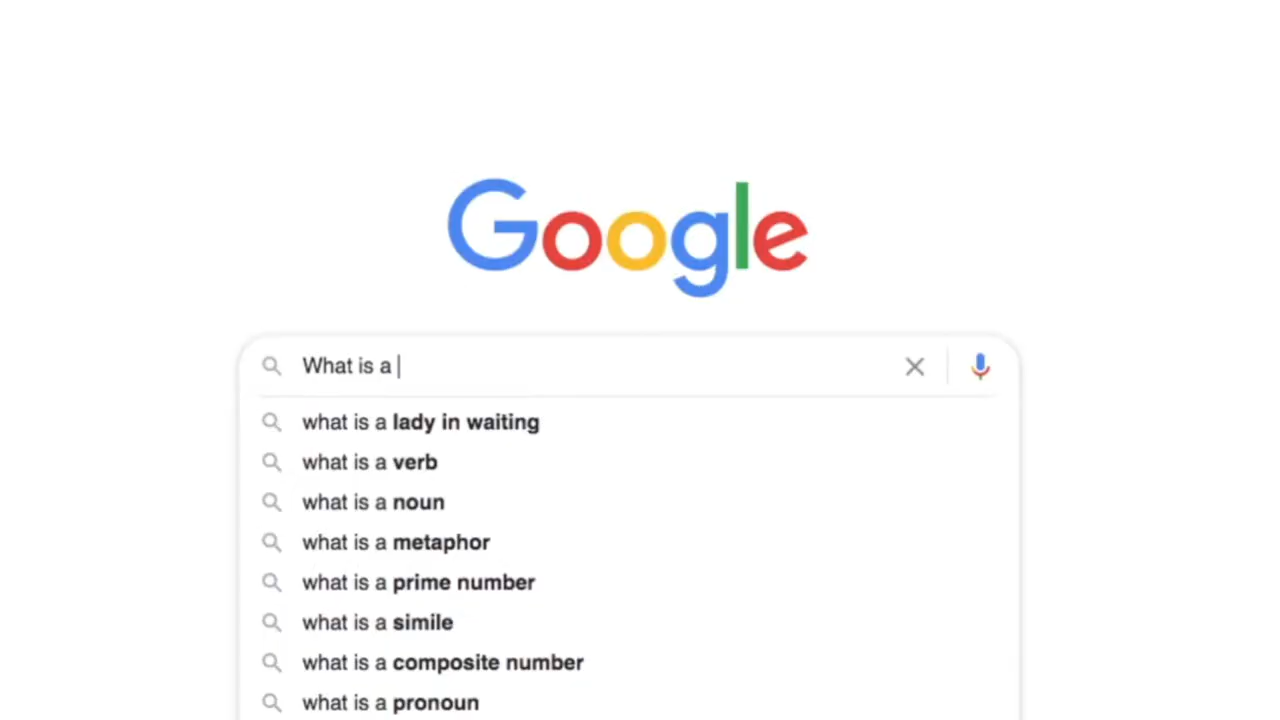 Google
What is a
what is a lady in waiting
what is a verb
what is a noun
what is a metaphor
what is a prime number
what is a simile
what is a composite number
what is a pronoun